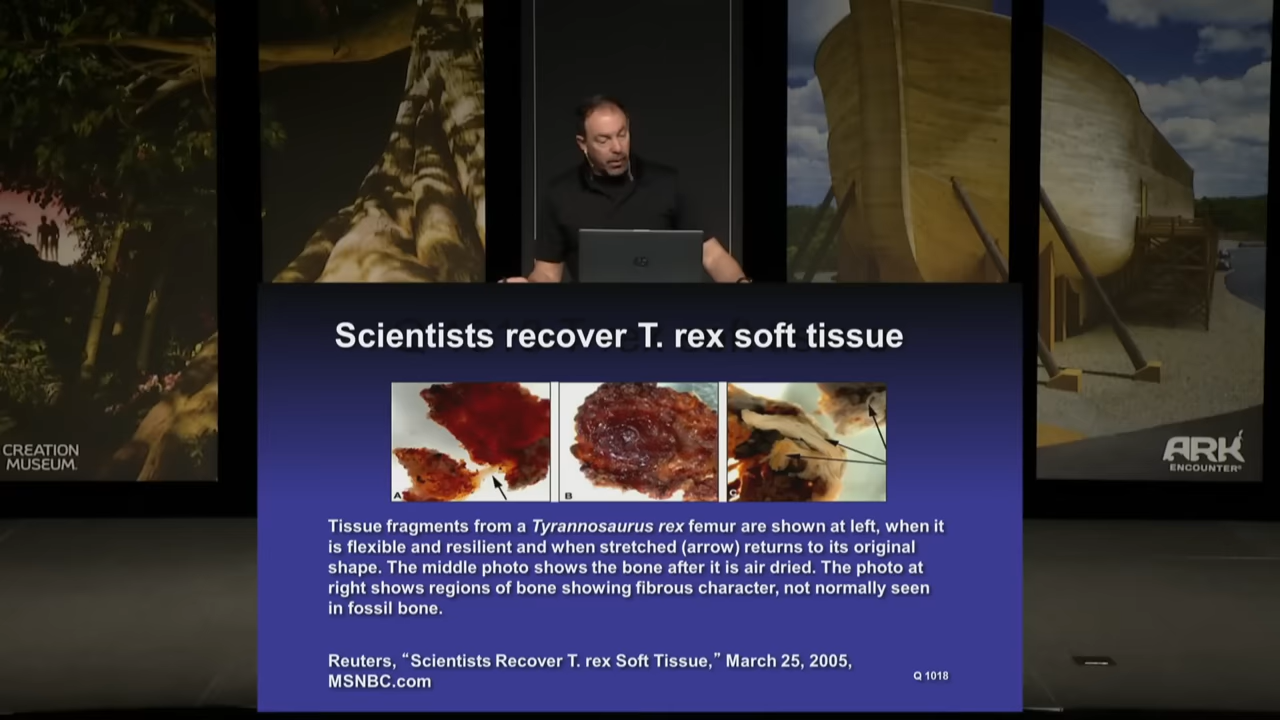 Scientists recover T. rex soft tissue
A
B
C
Tissue fragments from a Tyrannosaurus rex femur are shown at left, when it
is flexible and resilient and when stretched (arrow) returns to its original
shape. The middle photo shows the bone after it is air dried. The photo at
right shows regions of bone showing fibrous character, not normally seen
in fossil bone.
Reuters, “Scientists Recover T. rex Soft Tissue,” March 25, 2005,
MSNBC.com
Q 1018
CREATION
MUSEUM
ARK
ENCOUNTER
hp